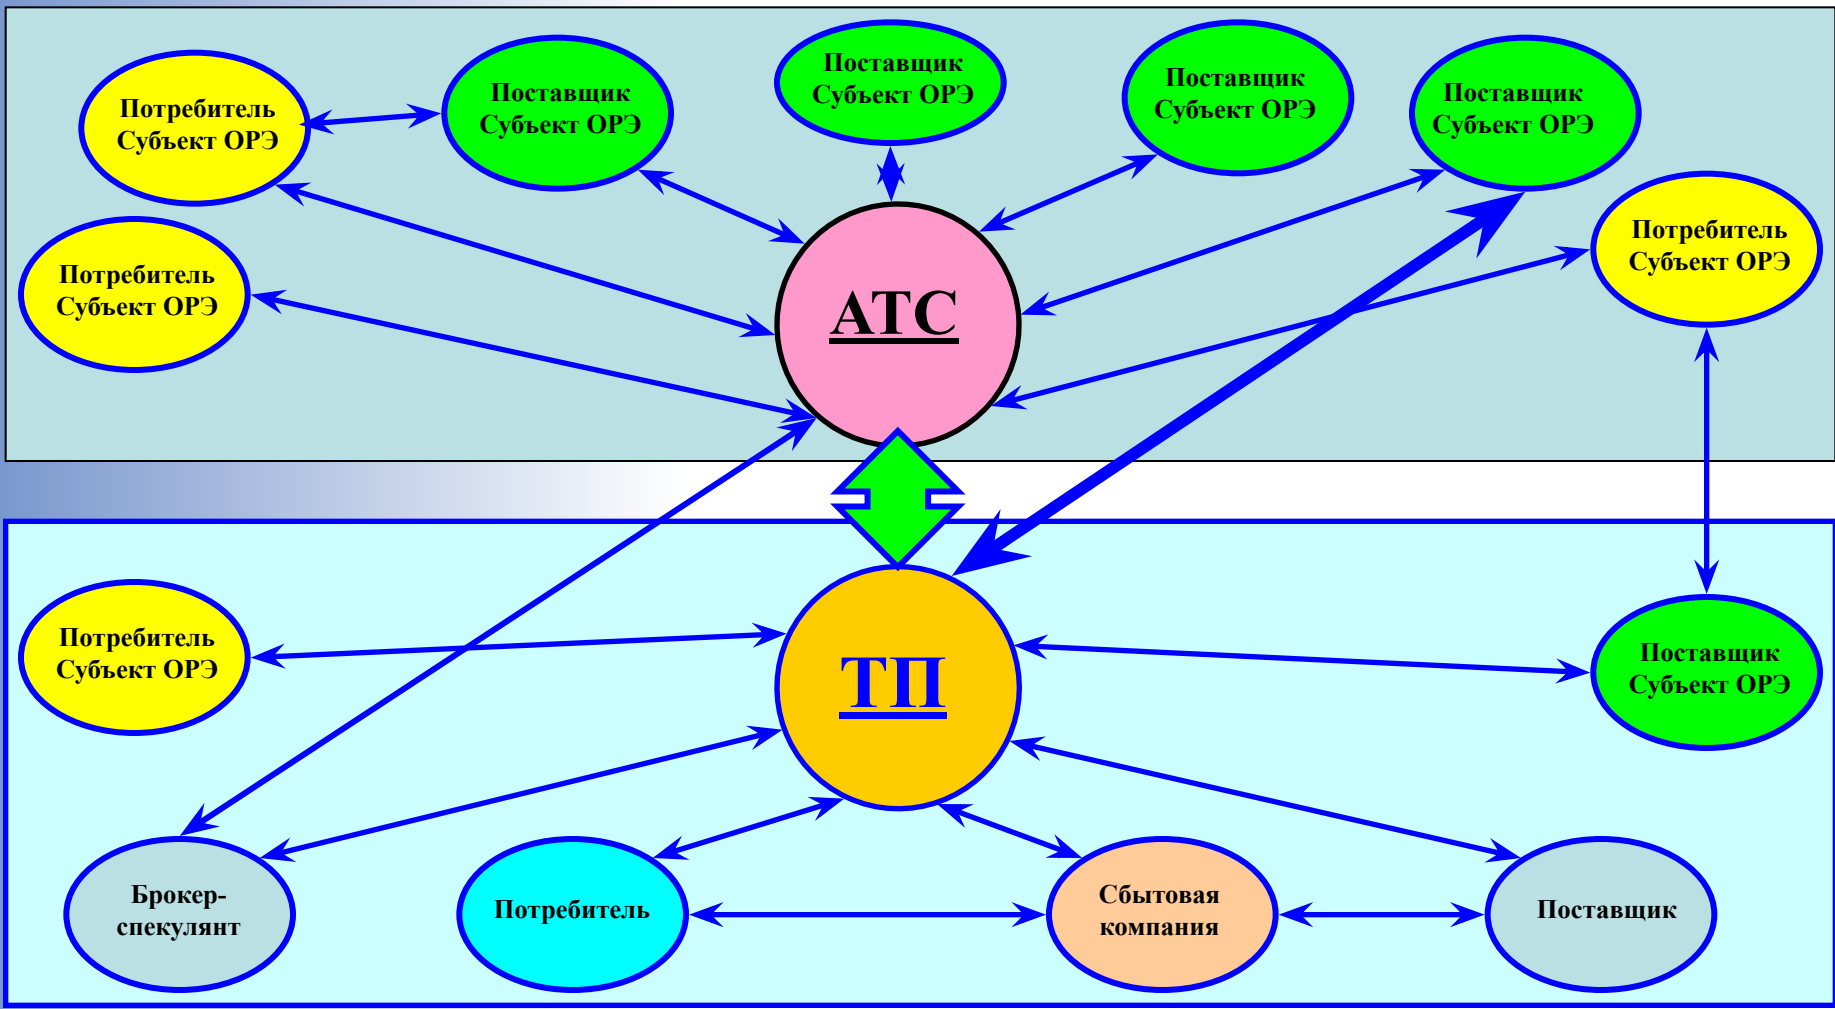 Потребитель
Субъект ОРЭ
Поставщик
Субъект ОРЭ
Поставщик
Субъект ОРЭ
Поставщик
Субъект ОРЭ
Поставщик
Субъект ОРЭ
Потребитель
Субъект ОРЭ
Потребитель
Субъект ОРЭ
АТС
Потребитель
Субъект ОРЭ
ТП
Поставщик
Субъект ОРЭ
Брокер-
спекулянт
Потребитель
Сбытовая
компания
Поставщик